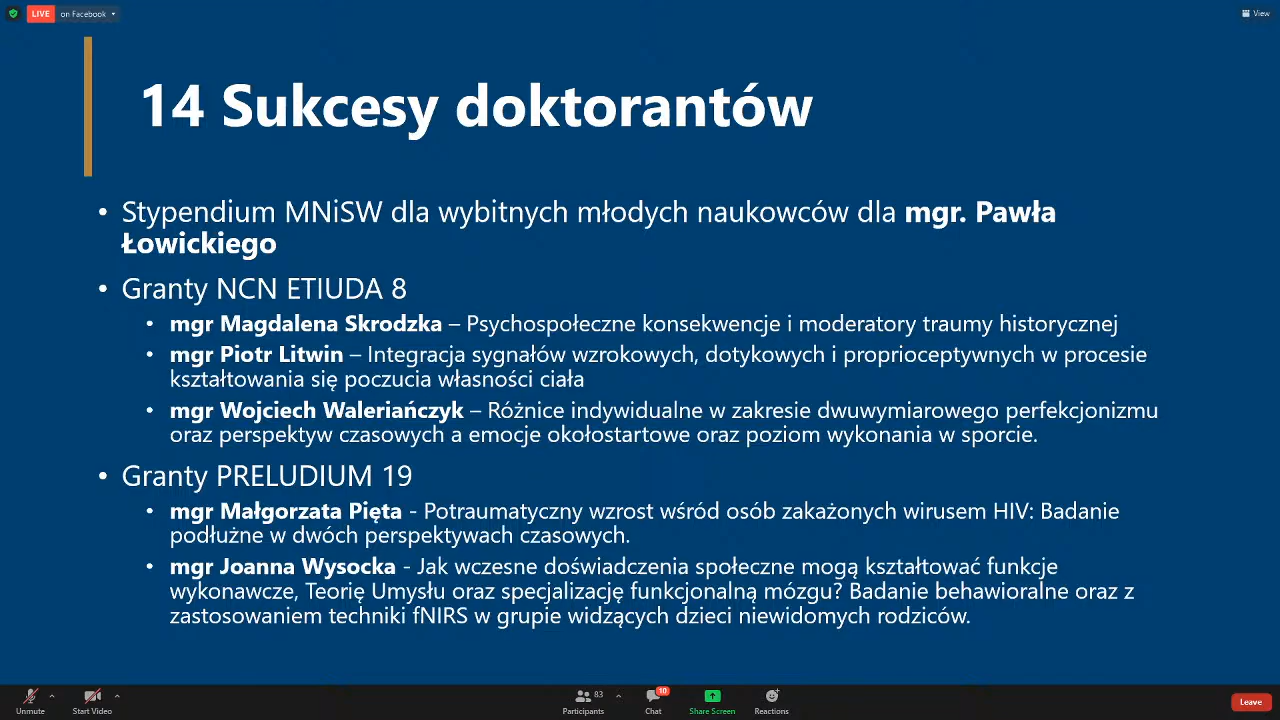 LIVE on Facebook
View
14 Sukcesy doktorantów
• Stypendium MNiSW dla wybitnych młodych naukowców dla mgr. Pawła
Łowickiego
• Granty NCN ETIUDA 8
• mgr Magdalena Skrodzka – Psychospołeczne konsekwencje i moderatory traumy historycznej
• mgr Piotr Litwin – Integracja sygnałów wzrokowych, dotykowych i proprioceptywnych w procesie
kształtowania się poczucia własności ciała
• mgr Wojciech Waleriańczyk – Różnice indywidualne w zakresie dwuwymiarowego perfekcjonizmu
oraz perspektyw czasowych a emocje okołostartowe oraz poziom wykonania w sporcie.
• Granty PRELUDIUM 19
• mgr Małgorzata Pięta - Potraumatyczny wzrost wśród osób zakażonych wirusem HIV: Badanie
podłużne w dwóch perspektywach czasowych.
• mgr Joanna Wysocka - Jak wczesne doświadczenia społeczne mogą kształtować funkcje
wykonawcze, Teorię Umysłu oraz specjalizację funkcjonalną mózgu? Badanie behawioralne oraz z
zastosowaniem techniki fNIRS w grupie widzących dzieci niewidomych rodziców.
Unmute
Start Video
83
Participants
10
Chat
Share Screen
Reactions
Leave